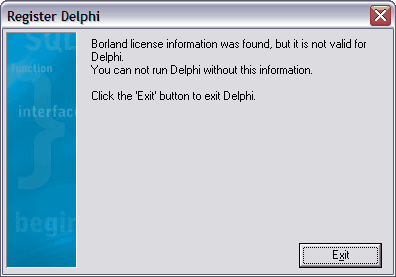 Register Delphi
SQL
function
interface
}
begin
Borland license information was found, but it is not valid for
Delphi.
You can not run Delphi without this information.
Click the 'Exit' button to exit Delphi.
Exit